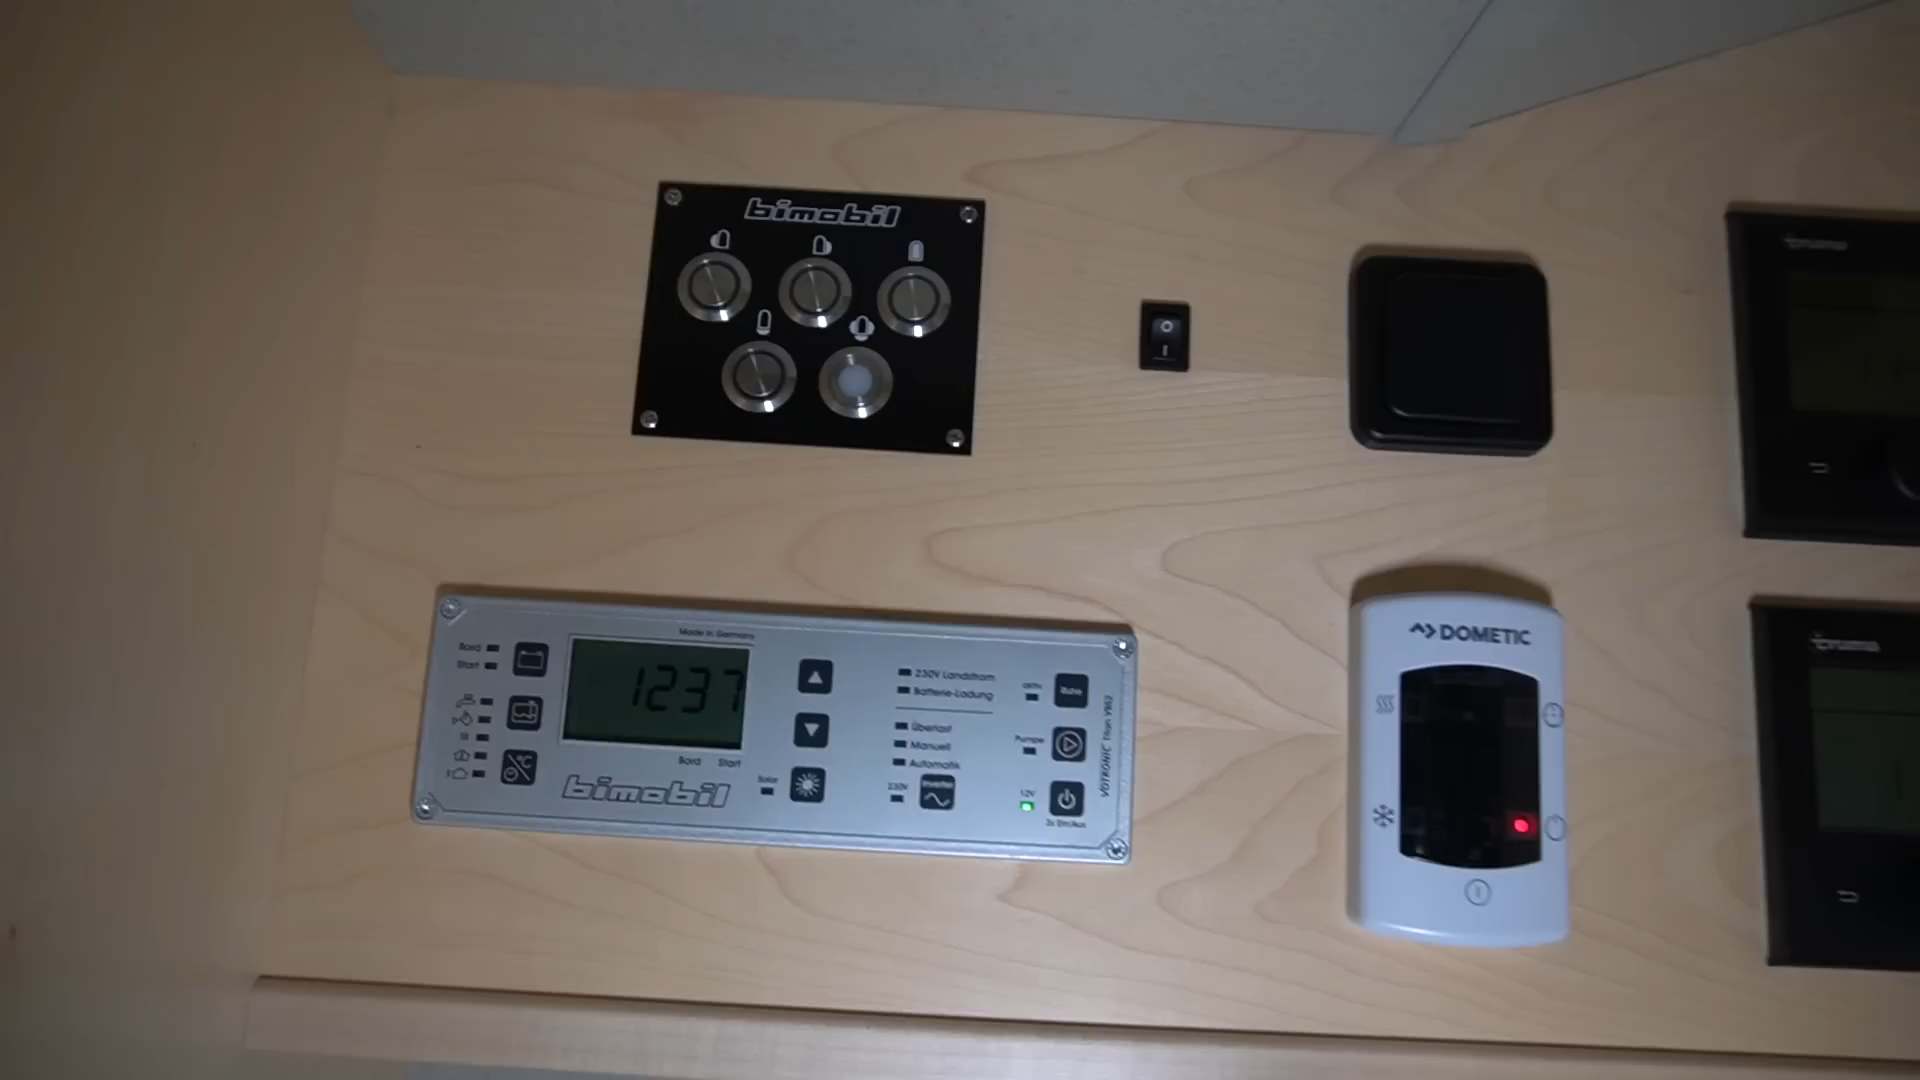 bimobil
O
I
truma
Made in Germany
Bord
Start
1237
Bord Start
bimobil
°C
Solar
230V Landstrom
Batterie-Ladung
Überlast
Manuell
Automatik
230V
Inverter
aktiv
Pumpe
12V
VOTRONIC
DOMETIC
truma